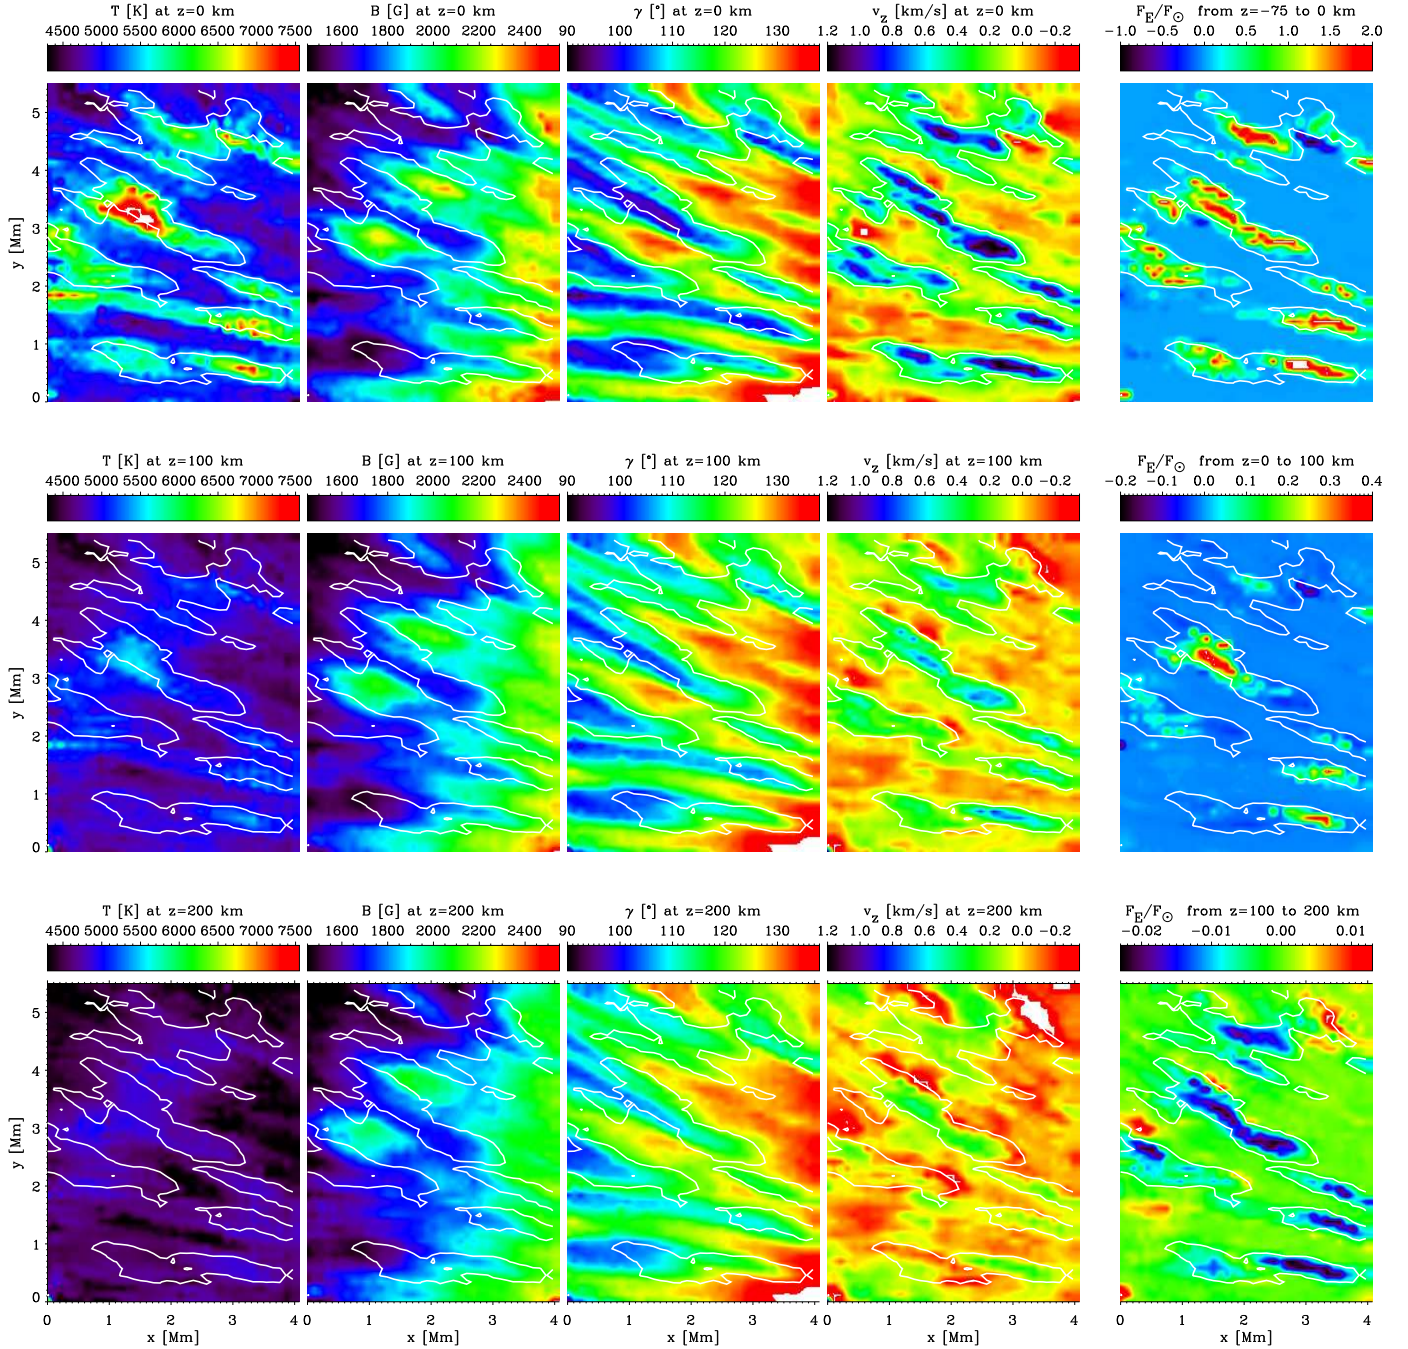 T [K] at z=0 km B [G] at z=0 km γ [°] at z=0 km v_z [km/s] at z=0 km F_E/F_⊙ from z=−75 to 0 km
4500 5000 5500 6000 6500 7000 7500 1600 1800 2000 2200 2400 90 100 110 120 130 1.2 1.0 0.8 0.6 0.4 0.2 0.0 -0.2 -1.0 -0.5 0.0 0.5 1.0 1.5 2.0
5
4
3
y [Mm]
2
1
0
T [K] at z=100 km B [G] at z=100 km γ [°] at z=100 km v_z [km/s] at z=100 km F_E/F_⊙ from z=0 to 100 km
4500 5000 5500 6000 6500 7000 7500 1600 1800 2000 2200 2400 90 100 110 120 130 1.2 1.0 0.8 0.6 0.4 0.2 0.0 -0.2 -0.2 -0.1 0.0 0.1 0.2 0.3 0.4
5
4
3
y [Mm]
2
1
0
T [K] at z=200 km B [G] at z=200 km γ [°] at z=200 km v_z [km/s] at z=200 km F_E/F_⊙ from z=100 to 200 km
4500 5000 5500 6000 6500 7000 7500 1600 1800 2000 2200 2400 90 100 110 120 130 1.2 1.0 0.8 0.6 0.4 0.2 0.0 -0.2 -0.02 -0.01 0.00 0.01
5
4
3
y [Mm]
2
1
0
0 1 2 3 4 0 1 2 3 4 0 1 2 3 4 0 1 2 3 4 0 1 2 3 4
x [Mm] x [Mm] x [Mm] x [Mm] x [Mm]